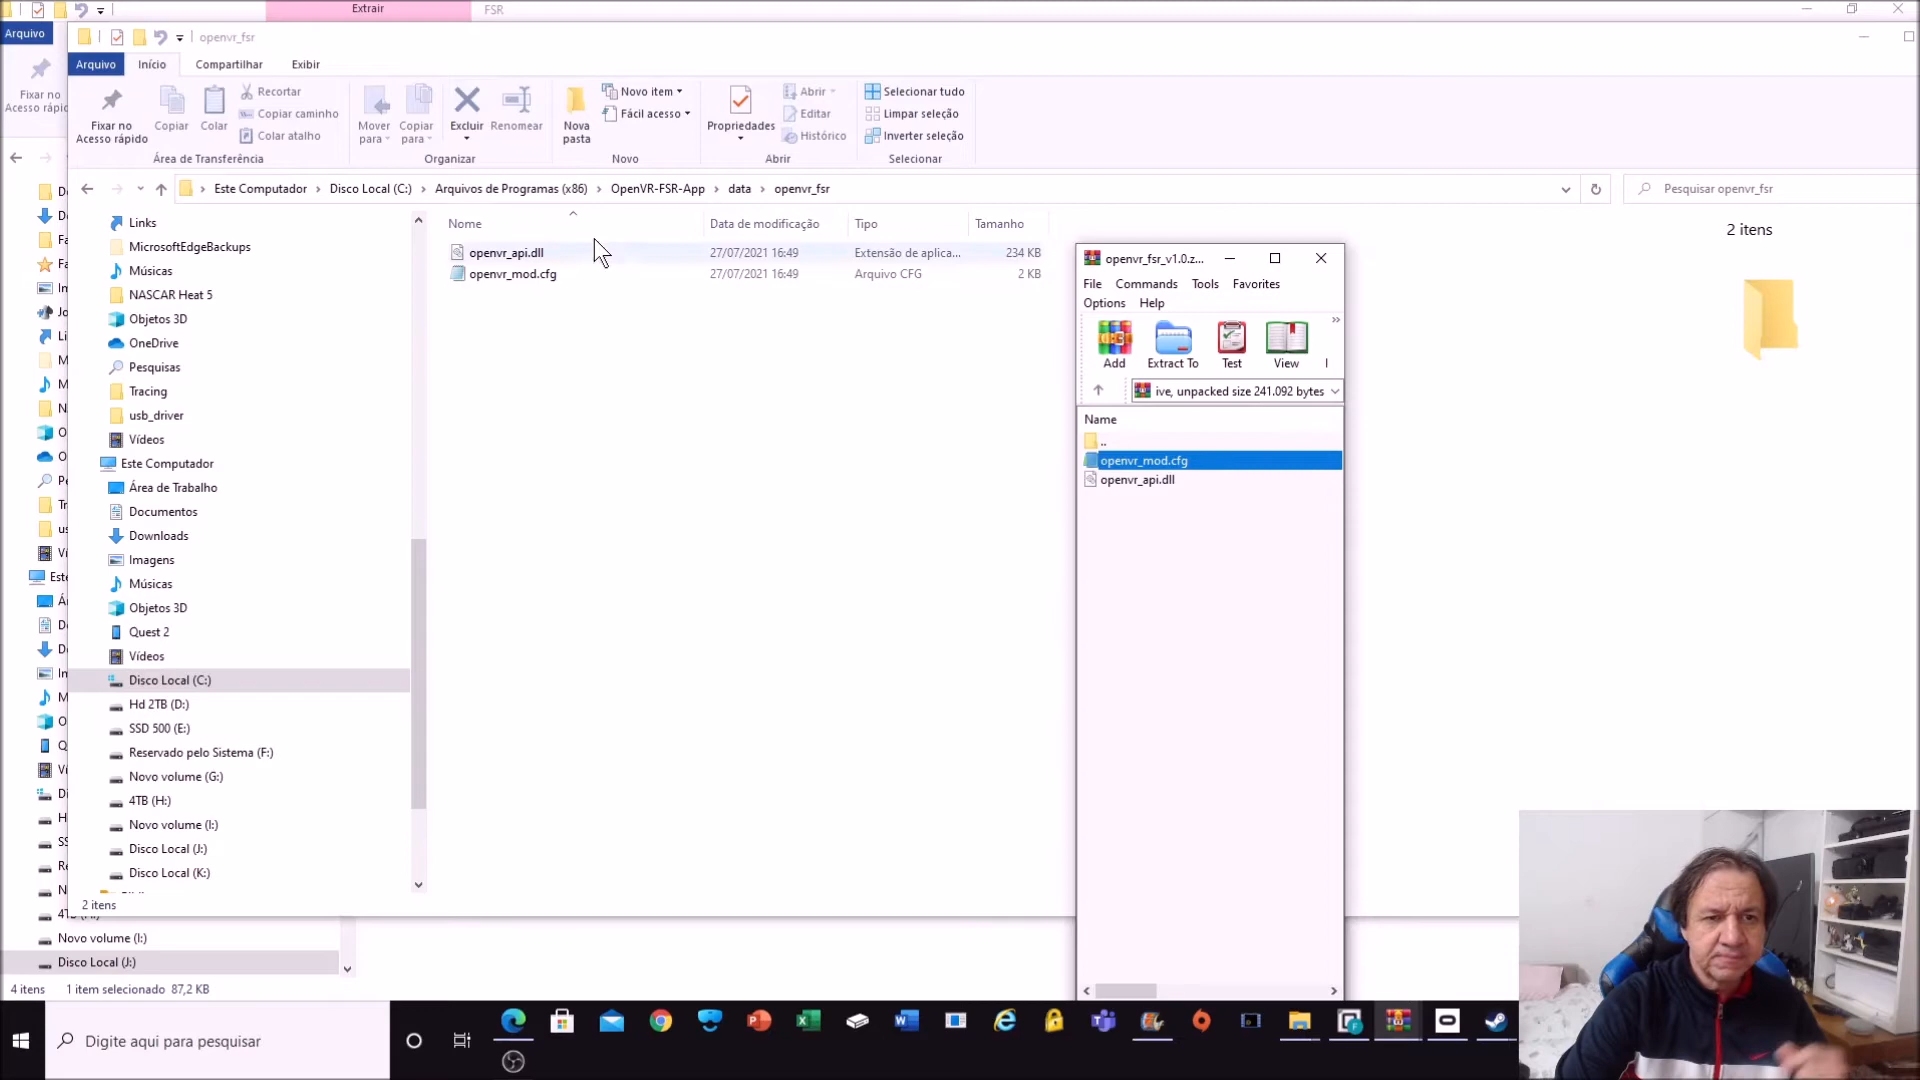 Extrair
FSR
Arquivo
openvr_fsr
Arquivo
Início
Compartilhar
Exibir
Fixar no
Acesso rápid
Fixar no
Acesso rápido
Copiar
Colar
Recortar
Copiar caminho
Colar atalho
Área de Transferência
Mover
para
Copiar
para
Excluir
Renomear
Organizar
Nova
pasta
Novo item
Fácil acesso
Novo
Propriedades
Abrir
Editar
Histórico
Abrir
Selecionar tudo
Limpar seleção
Inverter seleção
Selecionar
Este Computador
Disco Local (C:)
Arquivos de Programas (x86)
OpenVR-FSR-App
data
openvr_fsr
Pesquisar openvr_fsr
Links
MicrosoftEdgeBackups
Músicas
NASCAR Heat 5
Objetos 3D
OneDrive
Pesquisas
Tracing
usb_driver
Vídeos
Este Computador
Área de Trabalho
Documentos
Downloads
Imagens
Músicas
Objetos 3D
Quest 2
Vídeos
Disco Local (C:)
Hd 2TB (D:)
SSD 500 (E:)
Reservado pelo Sistema (F:)
Novo volume (G:)
4TB (H:)
Novo volume (I:)
Disco Local (J:)
Disco Local (K:)
2 itens
Novo volume (I:)
Disco Local (J:)
4 itens
1 item selecionado 87,2 KB
Nome
Data de modificação
Tipo
Tamanho
openvr_api.dll
27/07/2021 16:49
Extensão de aplica...
234 KB
openvr_mod.cfg
27/07/2021 16:49
Arquivo CFG
2 KB
2 itens
openvr_fsr_v1.0.z...
File
Commands
Tools
Favorites
Options
Help
Add
Extract To
Test
View
ive, unpacked size 241.092 bytes
Name
..
openvr_mod.cfg
openvr_api.dll
Digite aqui para pesquisar